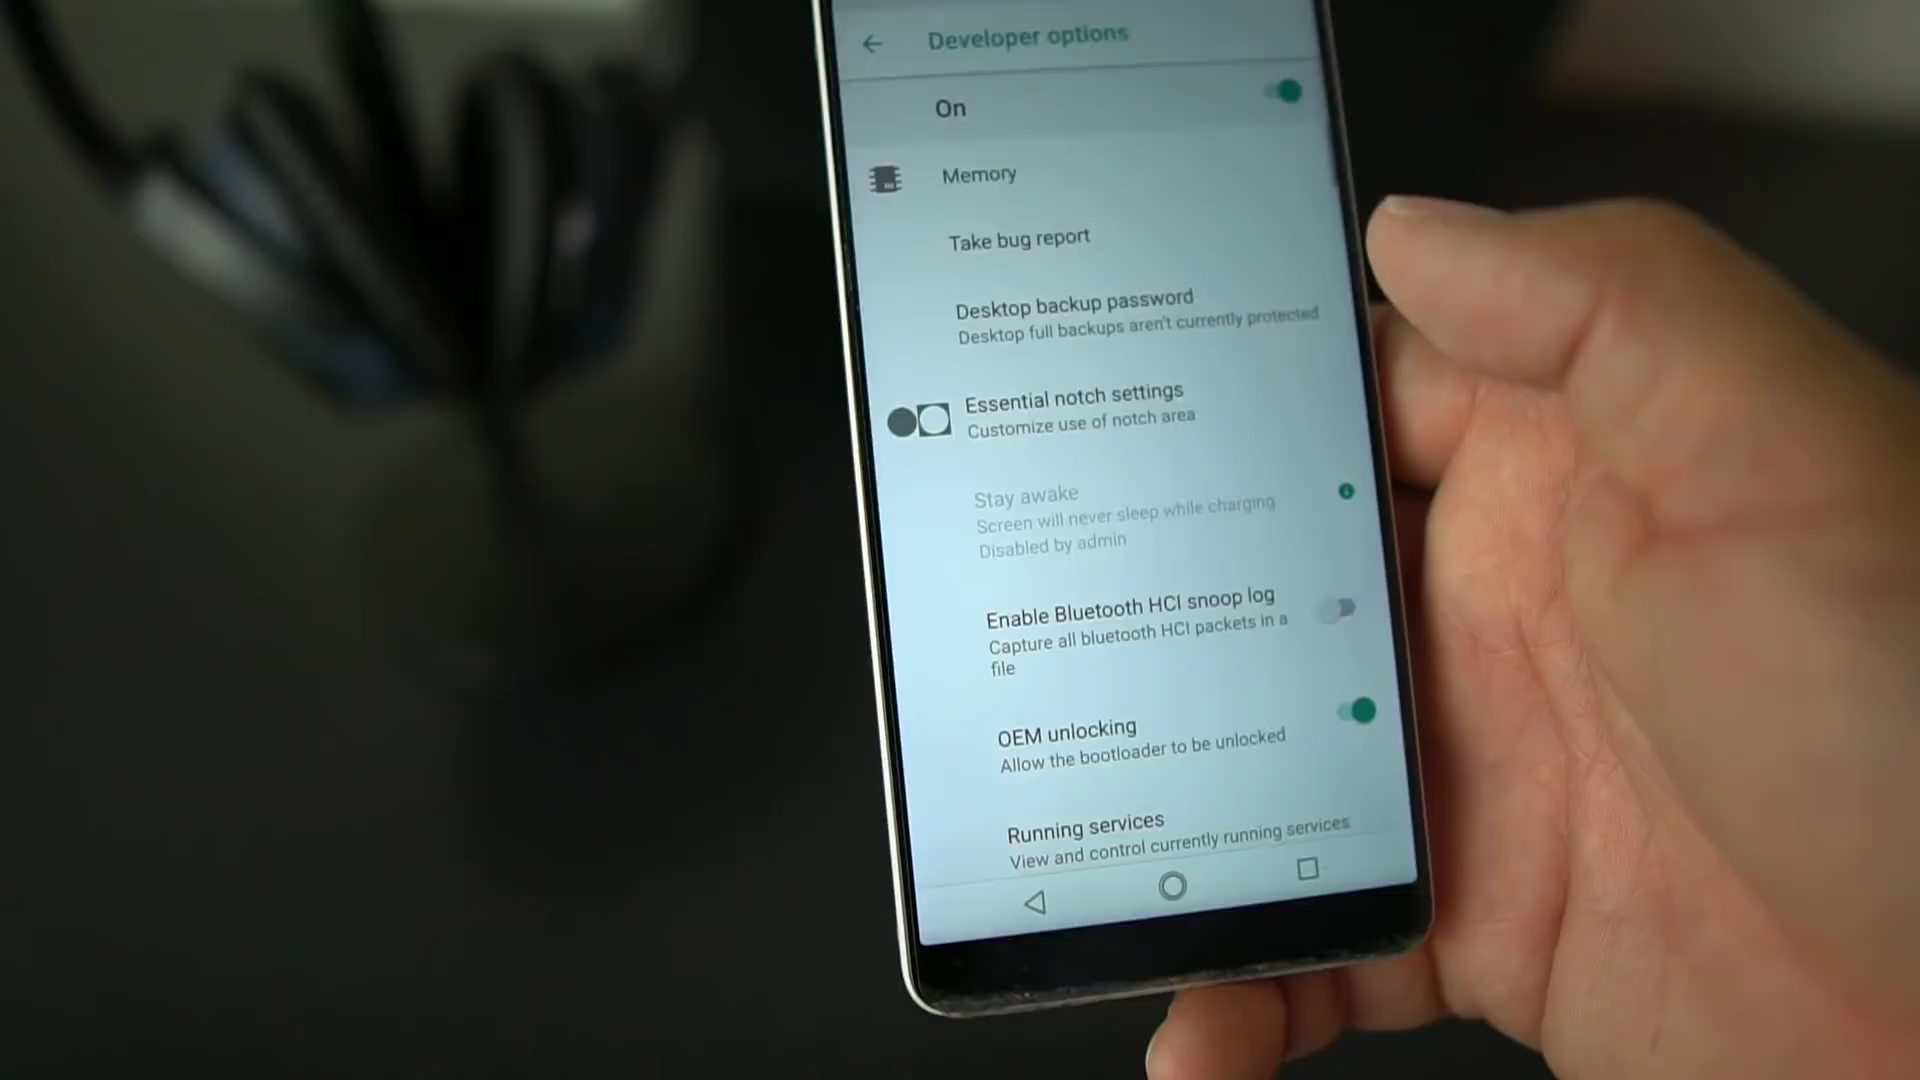 Developer options
On
Memory
Take bug report
Desktop backup password
Desktop full backups aren't currently protected
Essential notch settings
Customize use of notch area
Stay awake
Screen will never sleep while charging
Disabled by admin
Enable Bluetooth HCI snoop log
Capture all bluetooth HCI packets in a
file
OEM unlocking
Allow the bootloader to be unlocked
Running services
View and control currently running services